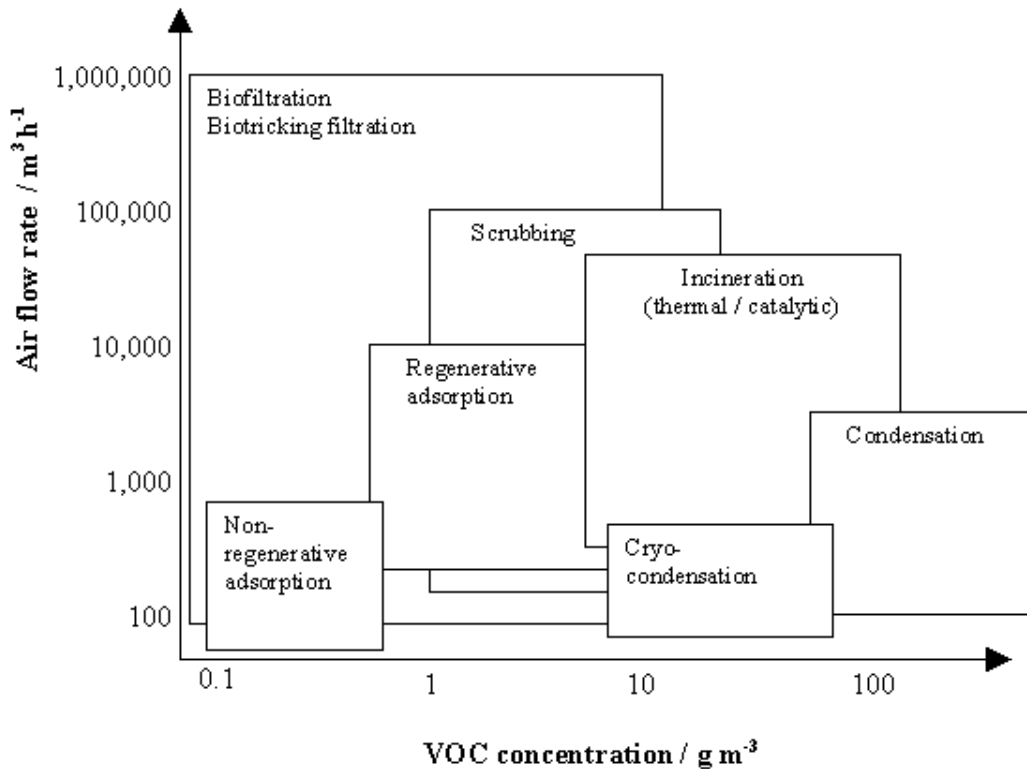 1,000,000
Biofiltration
Biotricking filtration
100,000
Scrubbing
Incineration
(thermal / catalytic)
10,000
Regenerative
adsorption
Condensation
1,000
Non-
regenerative
adsorption
Cryo-
condensation
100
0.1
1
10
100
Air flow rate / m³ h⁻¹
VOC concentration / g m⁻³